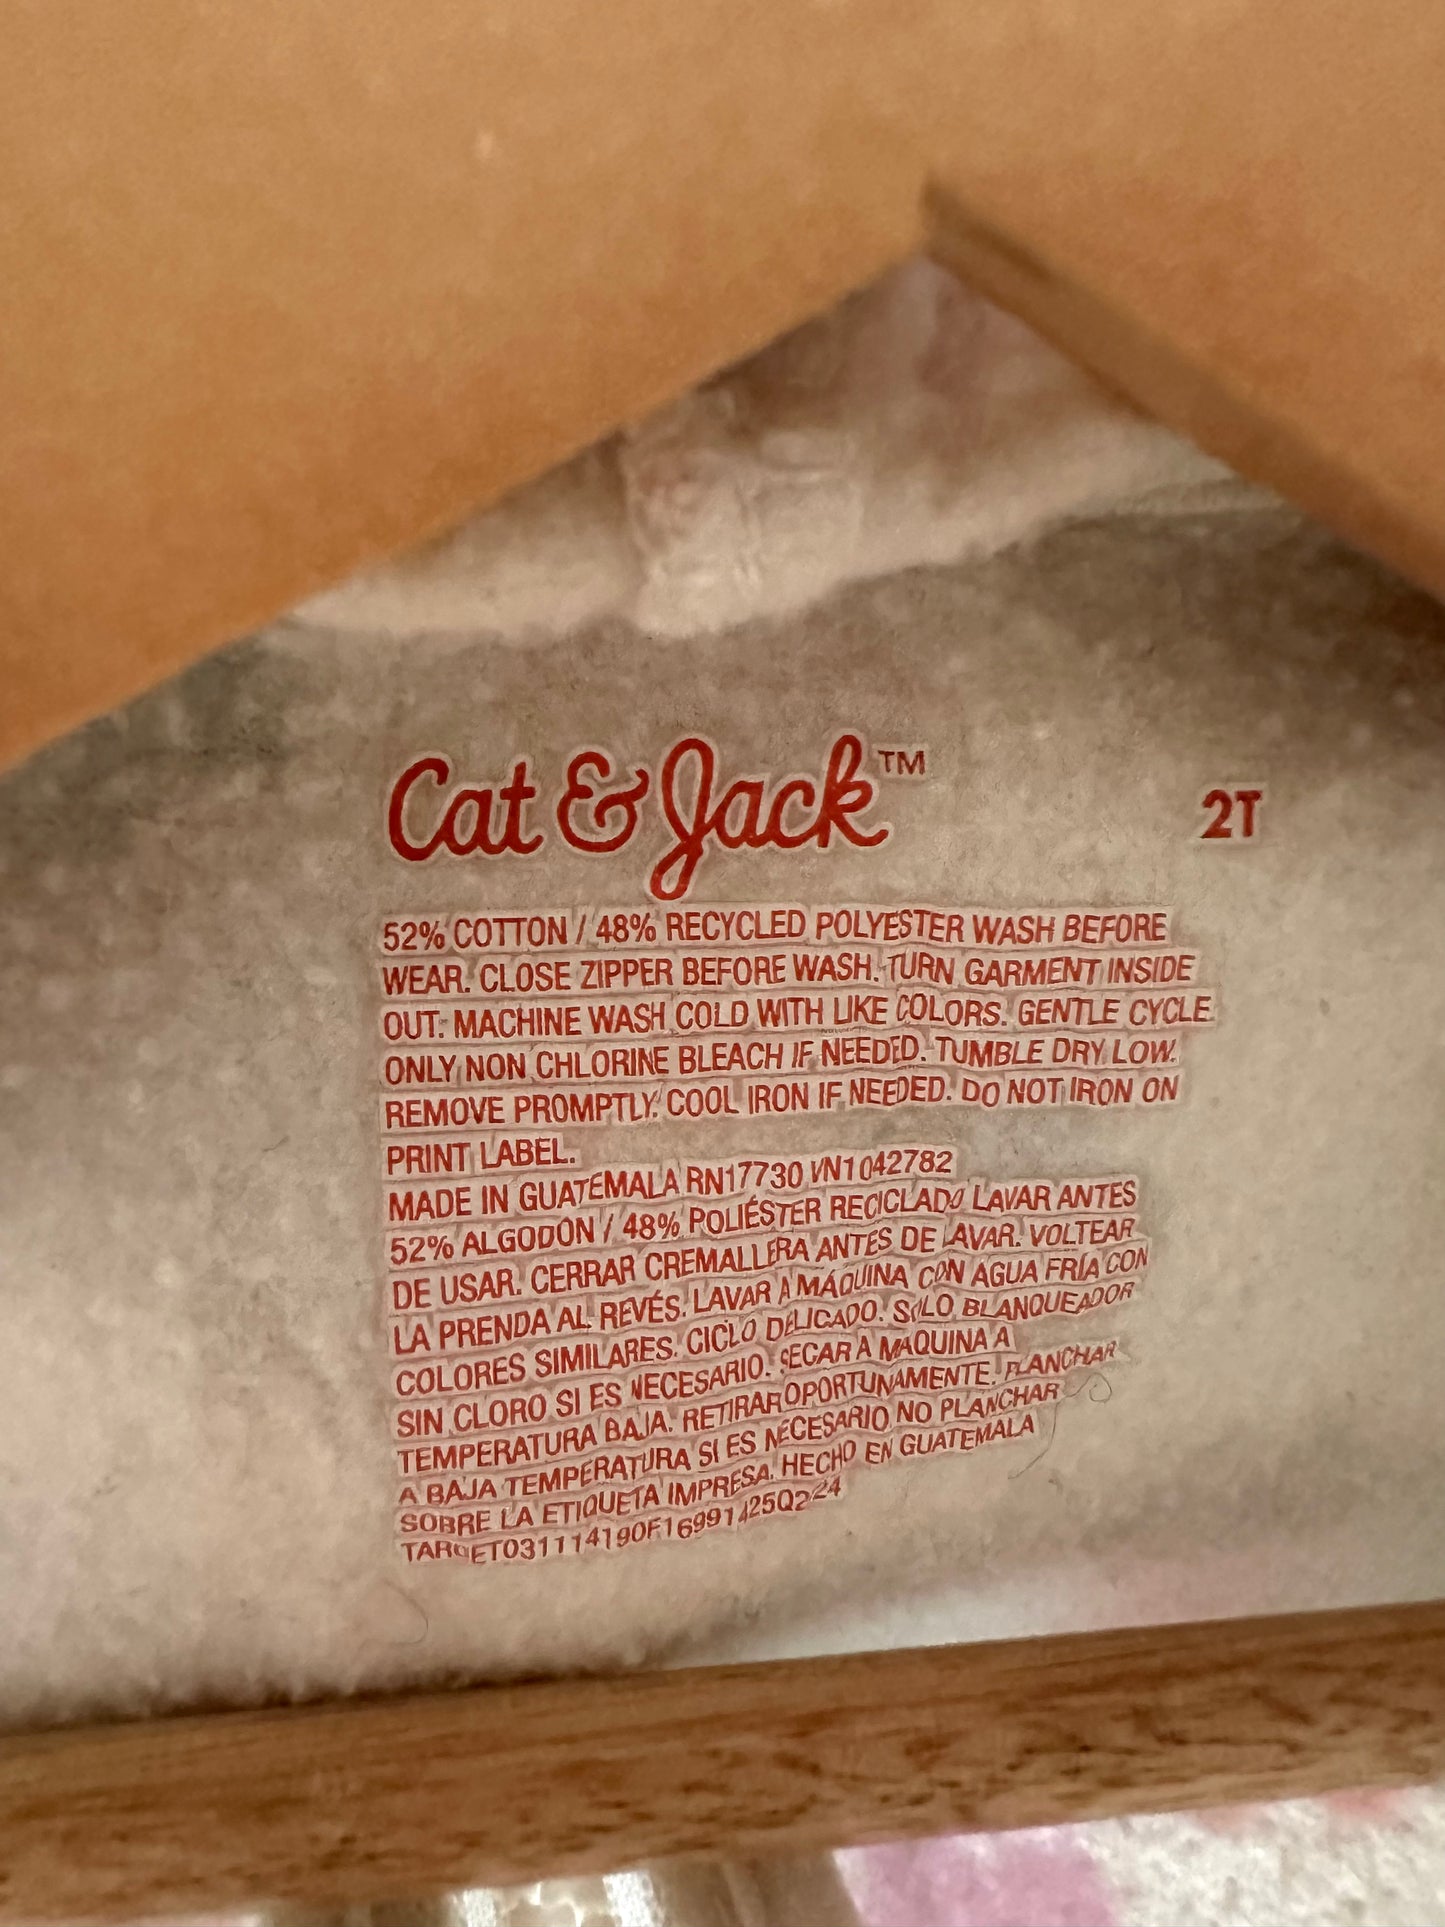 Cat & Jack™ 2T
52% COTTON / 48% RECYCLED POLYESTER WASH BEFORE
WEAR. CLOSE ZIPPER BEFORE WASH. TURN GARMENT INSIDE
OUT. MACHINE WASH COLD WITH LIKE COLORS. GENTLE CYCLE.
ONLY NON CHLORINE BLEACH IF NEEDED. TUMBLE DRY LOW.
REMOVE PROMPTLY. COOL IRON IF NEEDED. DO NOT IRON ON
PRINT LABEL.
MADE IN GUATEMALA RN17730 VN1042782
52% ALGODÓN / 48% POLIÉSTER RECICLADO LAVAR ANTES
DE USAR. CERRAR CREMALLERA ANTES DE LAVAR. VOLTEAR
LA PRENDA AL REVÉS. LAVAR A MÁQUINA CON AGUA FRÍA CON
COLORES SIMILARES. CICLO DELICADO. SOLO BLANQUEADOR
SIN CLORO SI ES NECESARIO. SECAR A MAQUINA A
TEMPERATURA BAJA. RETIRAR OPORTUNAMENTE. PLANCHAR
A BAJA TEMPERATURA SI ES NECESARIO NO PLANCHAR
SOBRE LA ETIQUETA IMPRESA. HECHO EN GUATEMALA
TARGET031114190F16991425Q224